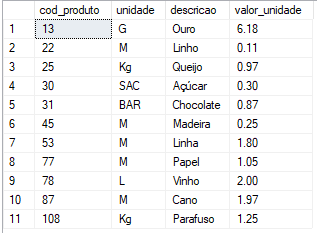 cod_produto unidade descricao valor_unidade
1 13 G Ouro 6.18
2 22 M Linho 0.11
3 25 Kg Queijo 0.97
4 30 SAC Açúcar 0.30
5 31 BAR Chocolate 0.87
6 45 M Madeira 0.25
7 53 M Linha 1.80
8 77 M Papel 1.05
9 78 L Vinho 2.00
10 87 M Cano 1.97
11 108 Kg Parafuso 1.25